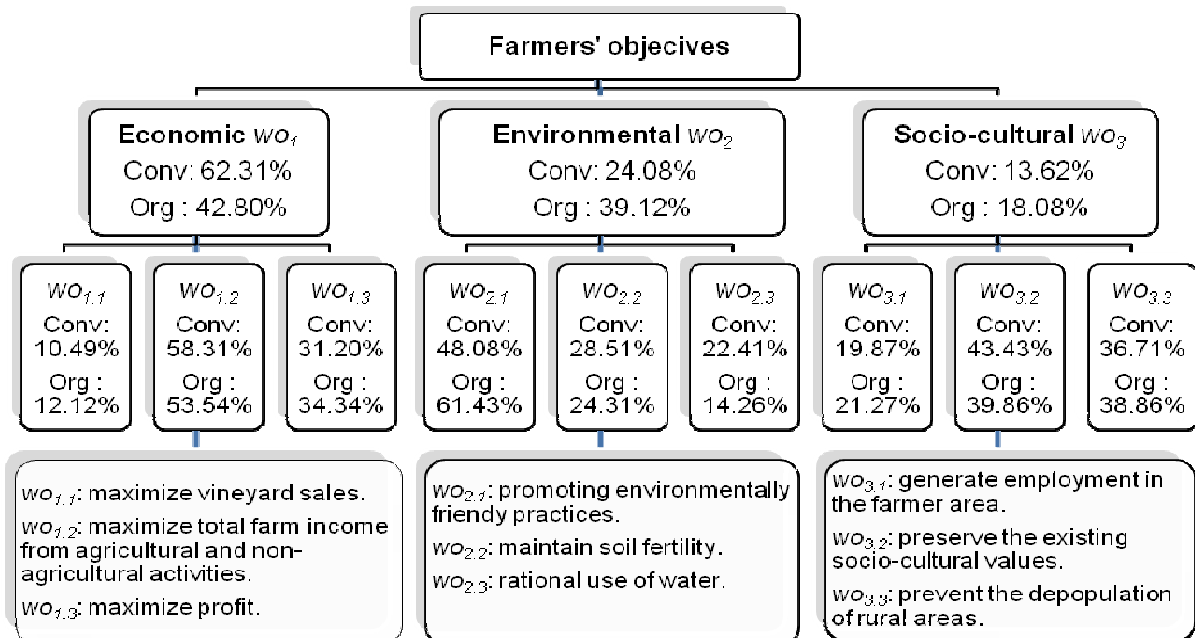 Farmers' objecives
Economic wo1
Conv: 62.31%
Org : 42.80%
Environmental wo2
Conv: 24.08%
Org : 39.12%
Socio-cultural wo3
Conv: 13.62%
Org : 18.08%
wo1.1
Conv:
10.49%
Org :
12.12%
wo1.2
Conv:
58.31%
Org :
53.54%
wo1.3
Conv:
31.20%
Org :
34.34%
wo2.1
Conv:
48.08%
Org :
61.43%
wo2.2
Conv:
28.51%
Org :
24.31%
wo2.3
Conv:
22.41%
Org :
14.26%
wo3.1
Conv:
19.87%
Org :
21.27%
wo3.2
Conv:
43.43%
Org :
39.86%
wo3.3
Conv:
36.71%
Org :
38.86%
wo1.1: maximize vineyard sales.
wo1.2: maximize total farm income
from agricultural and non-
agricultural activities.
wo1.3: maximize profit.
wo2.1: promoting environmentally
friendy practices.
wo2.2: maintain soil fertility.
wo2.3: rational use of water.
wo3.1: generate employment in
the farmer area.
wo3.2: preserve the existing
socio-cultural values.
wo3.3: prevent the depopulation
of rural areas.